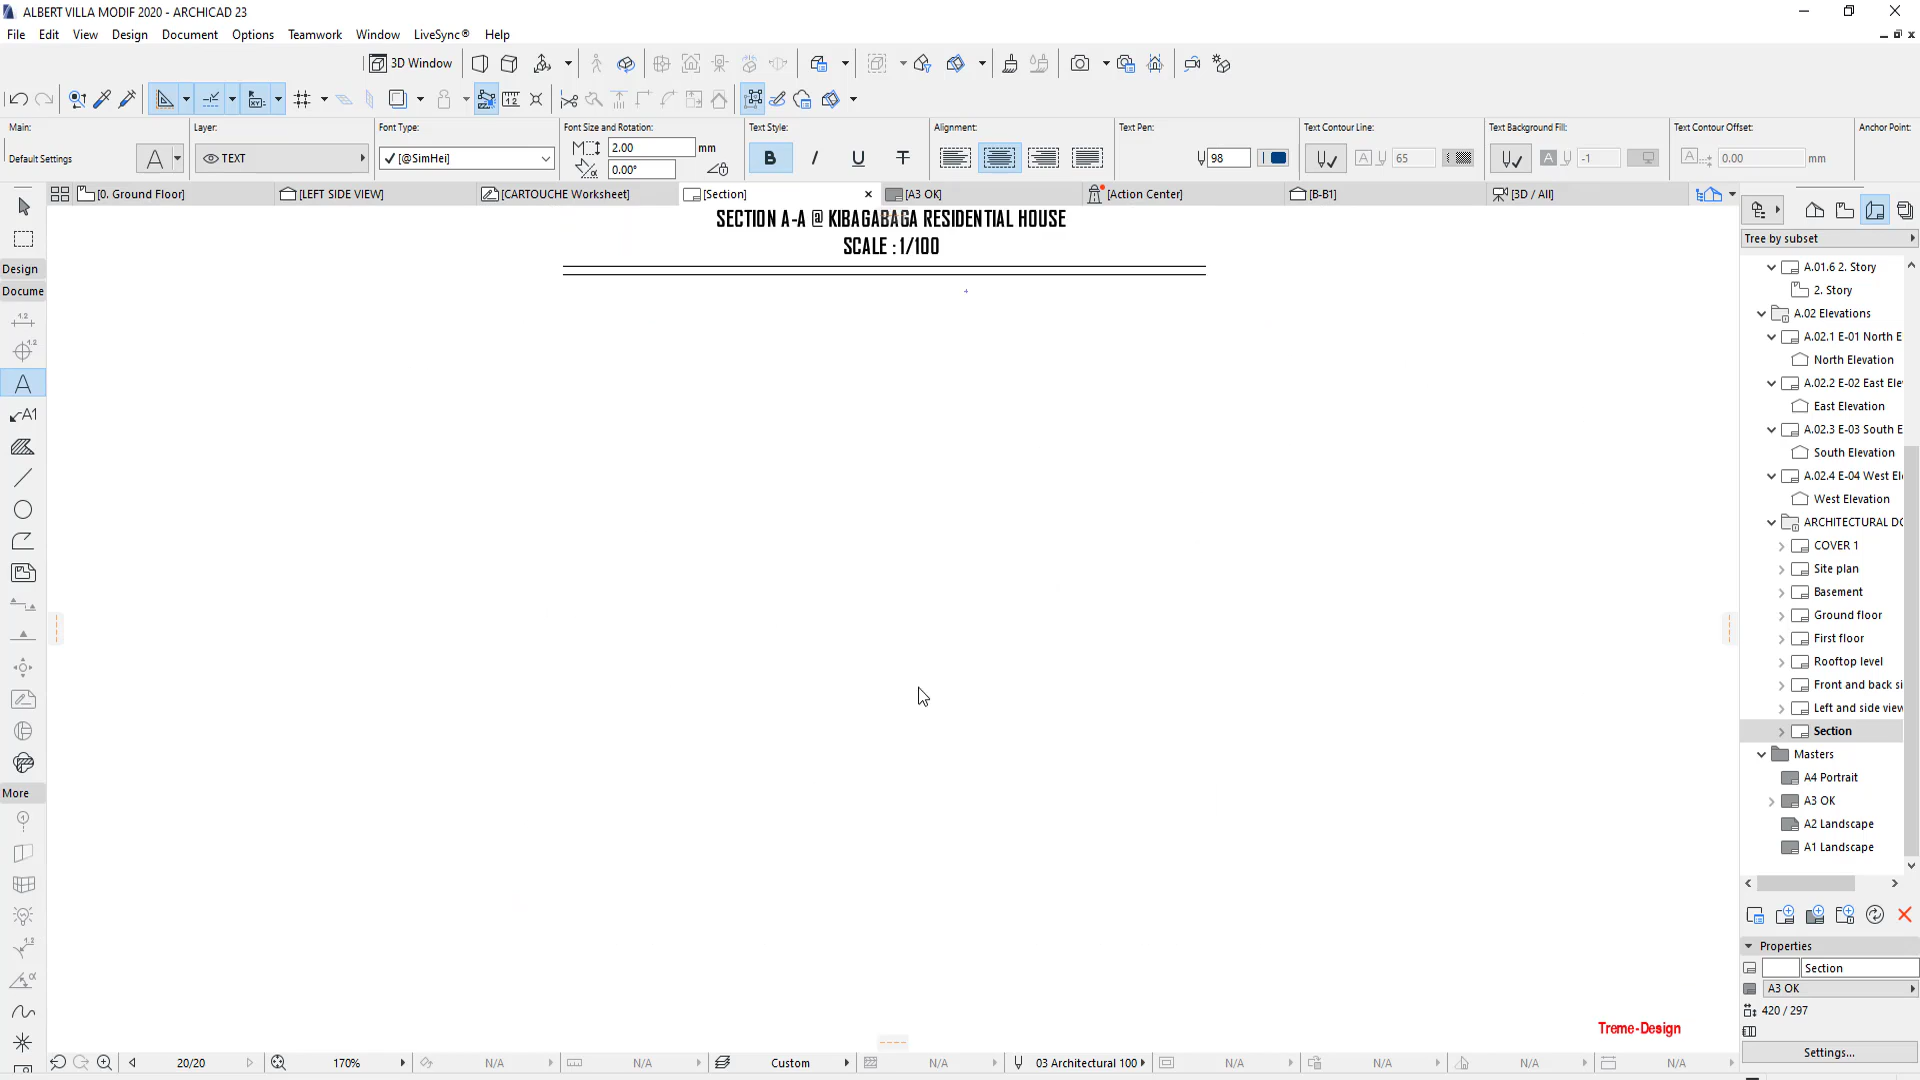 ALBERT VILLA MODIF 2020 - ARCHICAD 23
File Edit View Design Document Options Teamwork Window LiveSync® Help
3D Window
Main: Layer: Font Type: Font Size and Rotation: Text Style: Alignment: Text Pen: Text Contour Line: Text Background Fill: Text Contour Offset: Anchor Point:
Default Settings TEXT [@SimHei] 2.00 mm 0.00° 98 65 -1 0.00 mm
[0. Ground Floor] [LEFT SIDE VIEW] [CARTOUCHE Worksheet] [Section] [A3 OK] [Action Center] [B-B1] [3D / All]
Design
Docume
More
SECTION A-A @ KIBAGABAGA RESIDENTIAL HOUSE
SCALE : 1/100
Treme-Design
Tree by subset
A.01.6 2. Story
2. Story
A.02 Elevations
A.02.1 E-01 North E
North Elevation
A.02.2 E-02 East Ele
East Elevation
A.02.3 E-03 South E
South Elevation
A.02.4 E-04 West El
West Elevation
ARCHITECTURAL DO
COVER 1
Site plan
Basement
Ground floor
First floor
Rooftop level
Front and back si
Left and side view
Section
Masters
A4 Portrait
A3 OK
A2 Landscape
A1 Landscape
Properties
Section
A3 OK
420 / 297
Settings...
20/20 170% N/A N/A Custom N/A 03 Architectural 100 N/A N/A N/A N/A